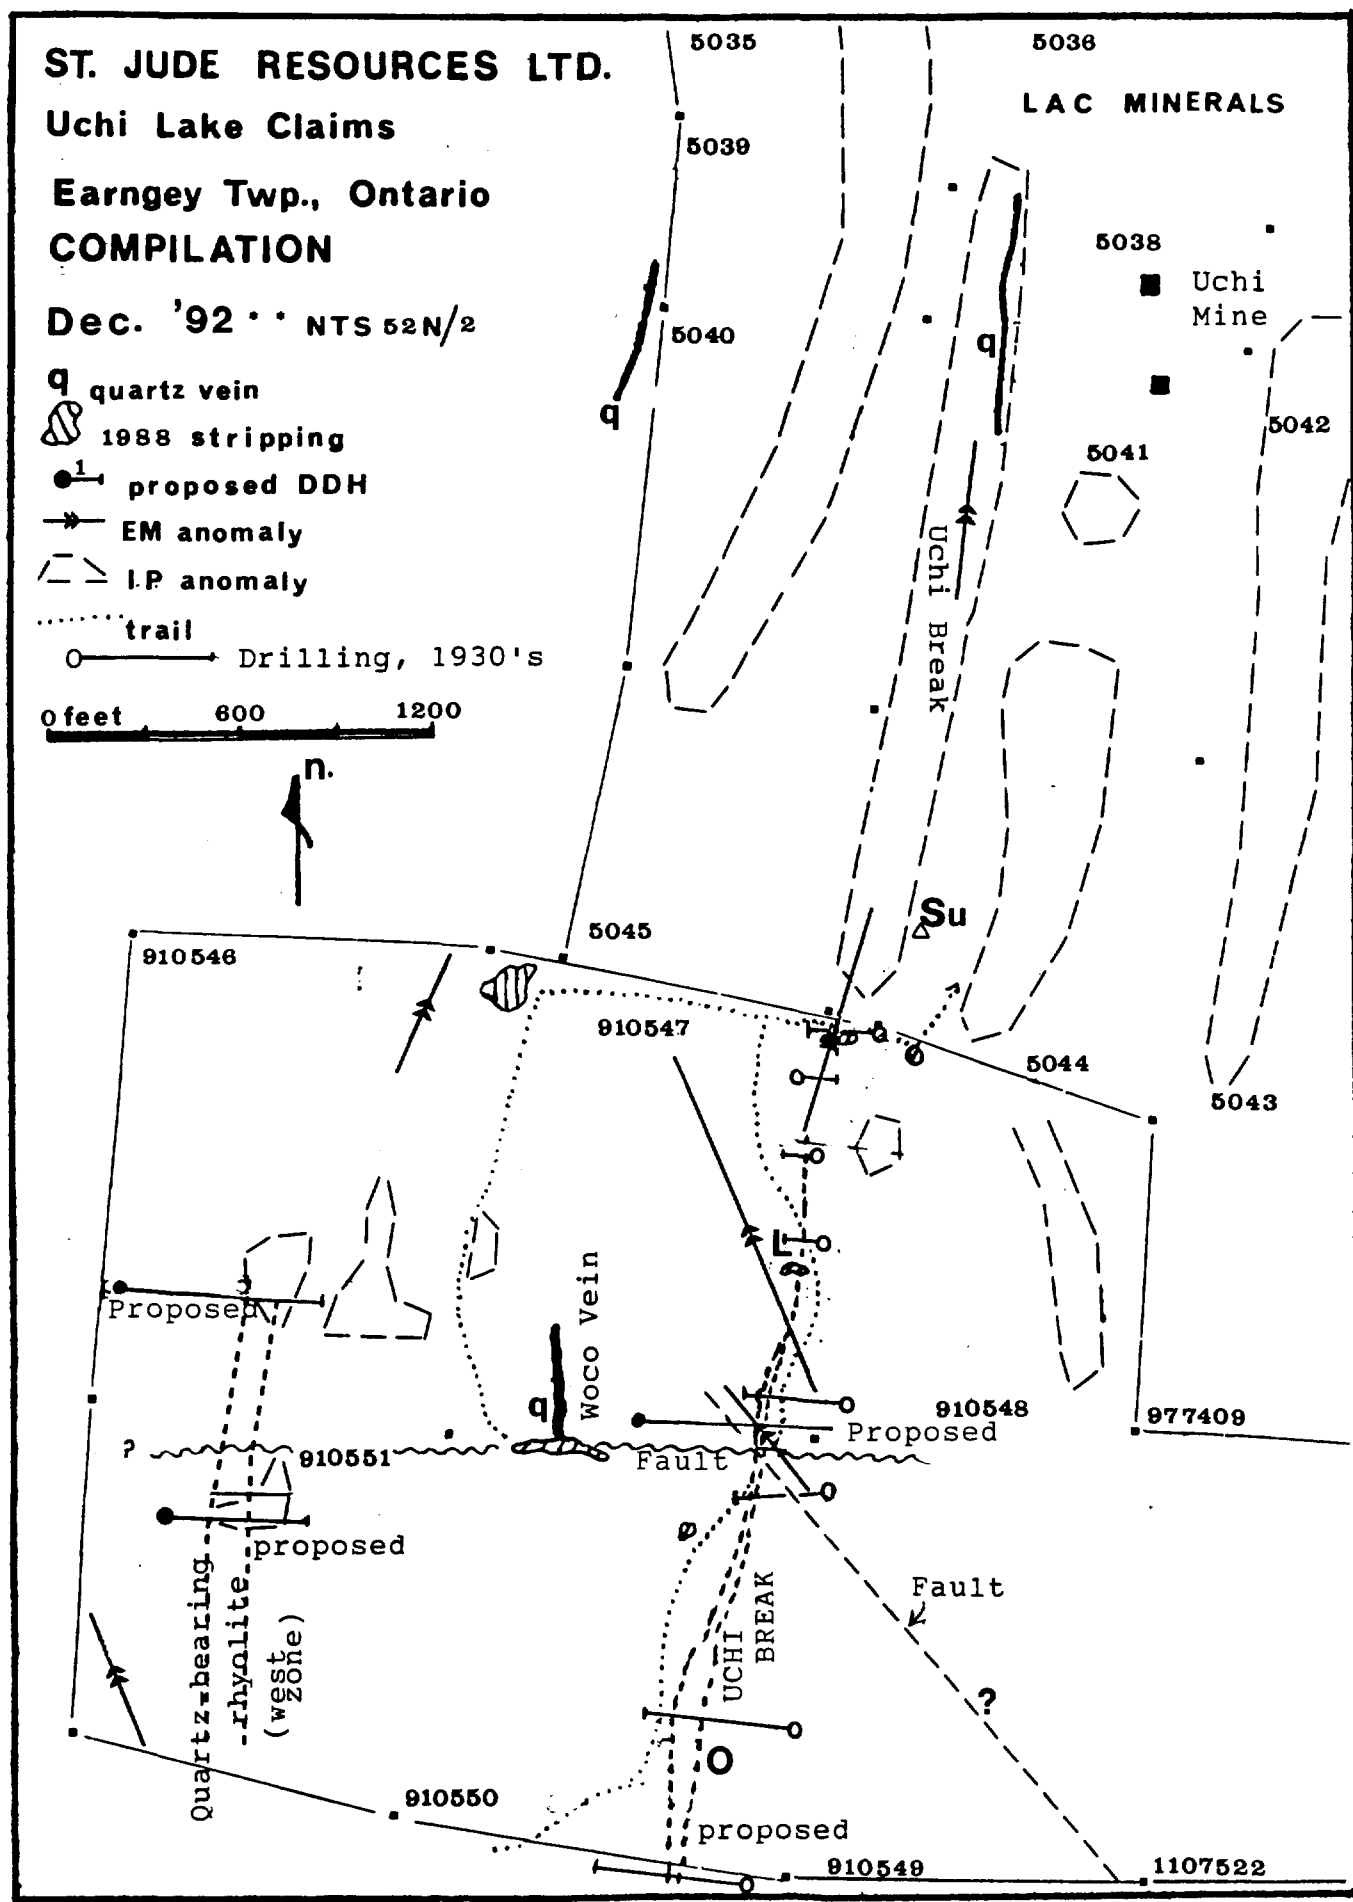 ST. JUDE RESOURCES LTD.
Uchi Lake Claims
Earngey Twp., Ontario
COMPILATION
Dec. '92 NTS 52N/2
q quartz vein
1988 stripping
1 proposed DDH
EM anomaly
I.P. anomaly
trail
Drilling, 1930's
0 feet 600 1200
n.
5035
5036
LAC MINERALS
5039
5038
Uchi
Mine
5040
q
q
5042
5041
Uchi Break
Su
5045
910546
910547
5044
5043
L
Proposed
Woco Vein
q
910548
977409
Proposed
?
910551
Fault
proposed
Quartz-bearing
rhyolite
(west
zone)
UCHI
BREAK
Fault
?
O
910550
proposed
910549
1107522